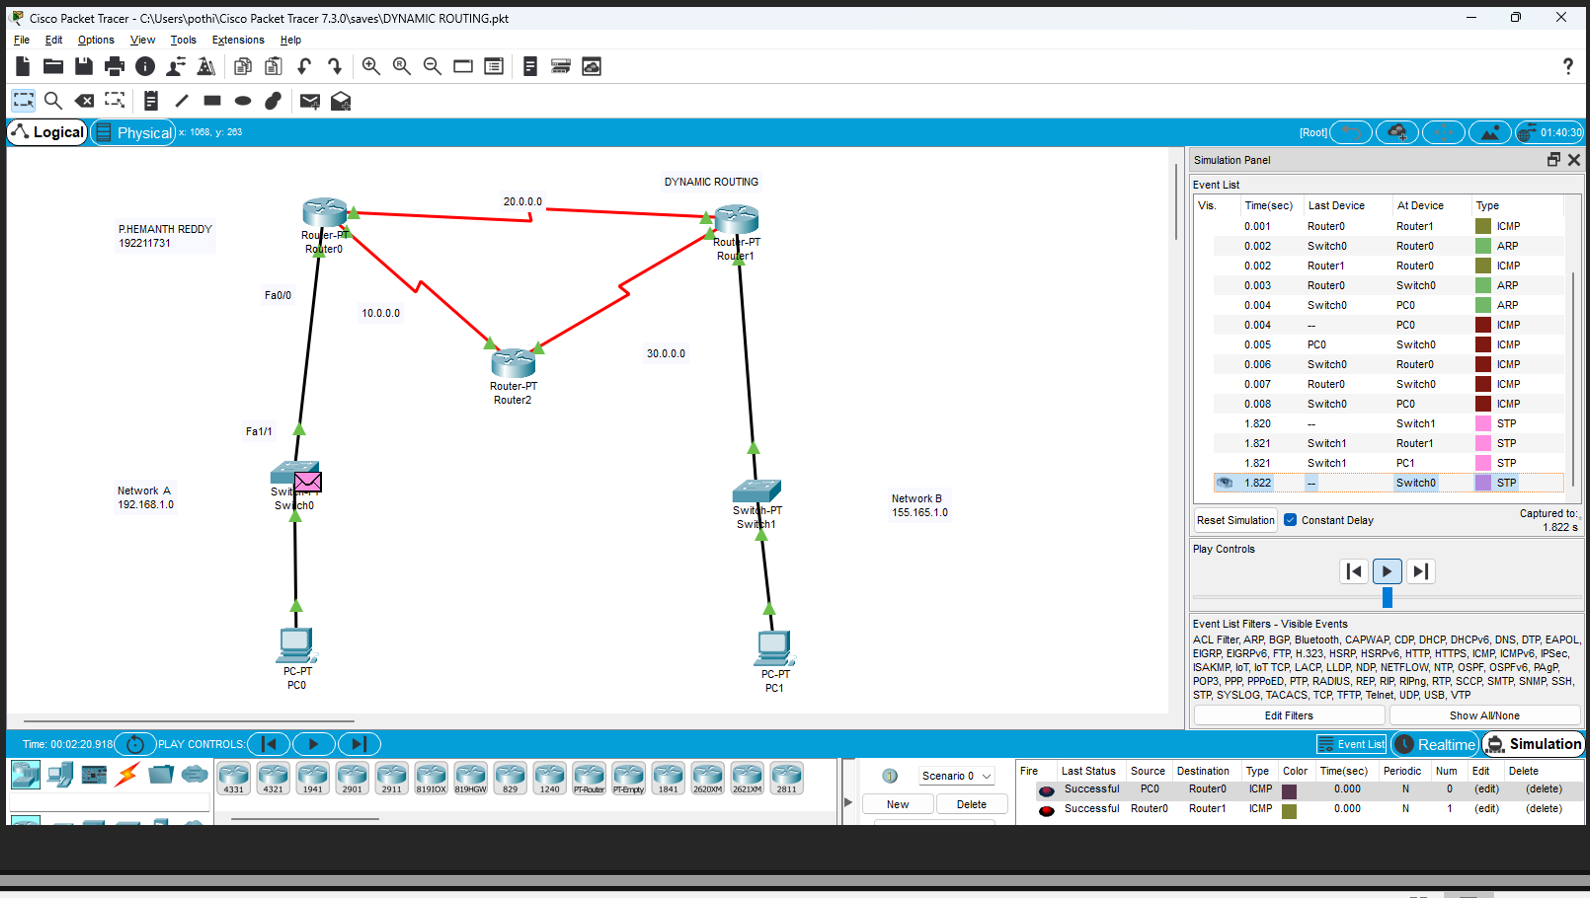 Cisco Packet Tracer - C:\Users\pothi\Cisco Packet Tracer 7.3.0\saves\DYNAMIC ROUTING.pkt
File Edit Options View Tools Extensions Help
?
Logical Physical x: 1068, y: 263 [Root] 01:40:30
DYNAMIC ROUTING
P.HEMANTH REDDY
192211731
20.0.0.0
Router-PT
Router0
Router-PT
Router1
Fa0/0
10.0.0.0
30.0.0.0
Router-PT
Router2
Fa1/1
Network A
192.168.1.0
Switch0
Switch-PT
Switch1
Network B
155.165.1.0
PC-PT
PC0
PC-PT
PC1
Simulation Panel
Event List
Vis. Time(sec) Last Device At Device Type
0.001 Router0 Router1 ICMP
0.002 Switch0 Router0 ARP
0.002 Router1 Router0 ICMP
0.003 Router0 Switch0 ARP
0.004 Switch0 PC0 ARP
0.004 -- PC0 ICMP
0.005 PC0 Switch0 ICMP
0.006 Switch0 Router0 ICMP
0.007 Router0 Switch0 ICMP
0.008 Switch0 PC0 ICMP
1.820 -- Switch1 STP
1.821 Switch1 Router1 STP
1.821 Switch1 PC1 STP
1.822 -- Switch0 STP
Reset Simulation Constant Delay Captured to:
1.822 s
Play Controls
Event List Filters - Visible Events
ACL Filter, ARP, BGP, Bluetooth, CAPWAP, CDP, DHCP, DHCPv6, DNS, DTP, EAPOL,
EIGRP, EIGRPv6, FTP, H.323, HSRP, HSRPv6, HTTP, HTTPS, ICMP, ICMPv6, IPSec,
ISAKMP, IoT, IoT TCP, LACP, LLDP, NDP, NETFLOW, NTP, OSPF, OSPFv6, PAgP,
POP3, PPP, PPPoED, PTP, RADIUS, REP, RIP, RIPng, RTP, SCCP, SMTP, SNMP, SSH,
STP, SYSLOG, TACACS, TCP, TFTP, Telnet, UDP, USB, VTP
Edit Filters Show All/None
Time: 00:02:20.918 PLAY CONTROLS: Event List Realtime Simulation
4331 4321 1941 2901 2911 819IOX 819HGW 829 1240 PT-Router PT-Empty 1841 2620XM 2621XM 2811
Scenario 0
New Delete
Fire Last Status Source Destination Type Color Time(sec) Periodic Num Edit Delete
Successful PC0 Router0 ICMP 0.000 N 0 (edit) (delete)
Successful Router0 Router1 ICMP 0.000 N 1 (edit) (delete)